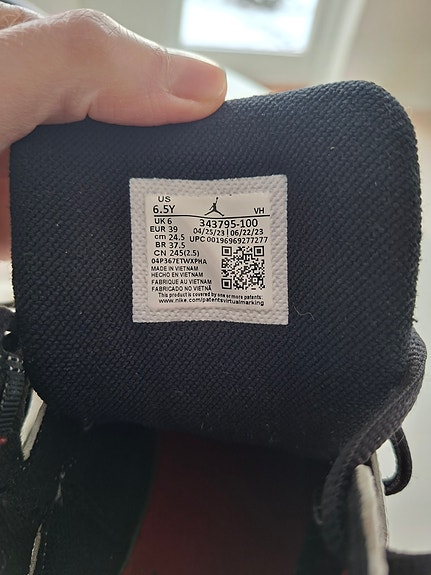 US
6.5Y VH
UK 6 343795-100
EUR 39 04/25/23 | 06/22/23
cm 24.5 UPC 00196969277277
BR 37.5
CN 245(2.5)
04P367ETWXPHA
MADE IN VIETNAM
HECHO EN VIETNAM
FABRIQUE AU VIETNAM
FABRICADO NO VIETNÃ
This product is covered by one or more patents:
www.nike.com/patentsvirtualmarking